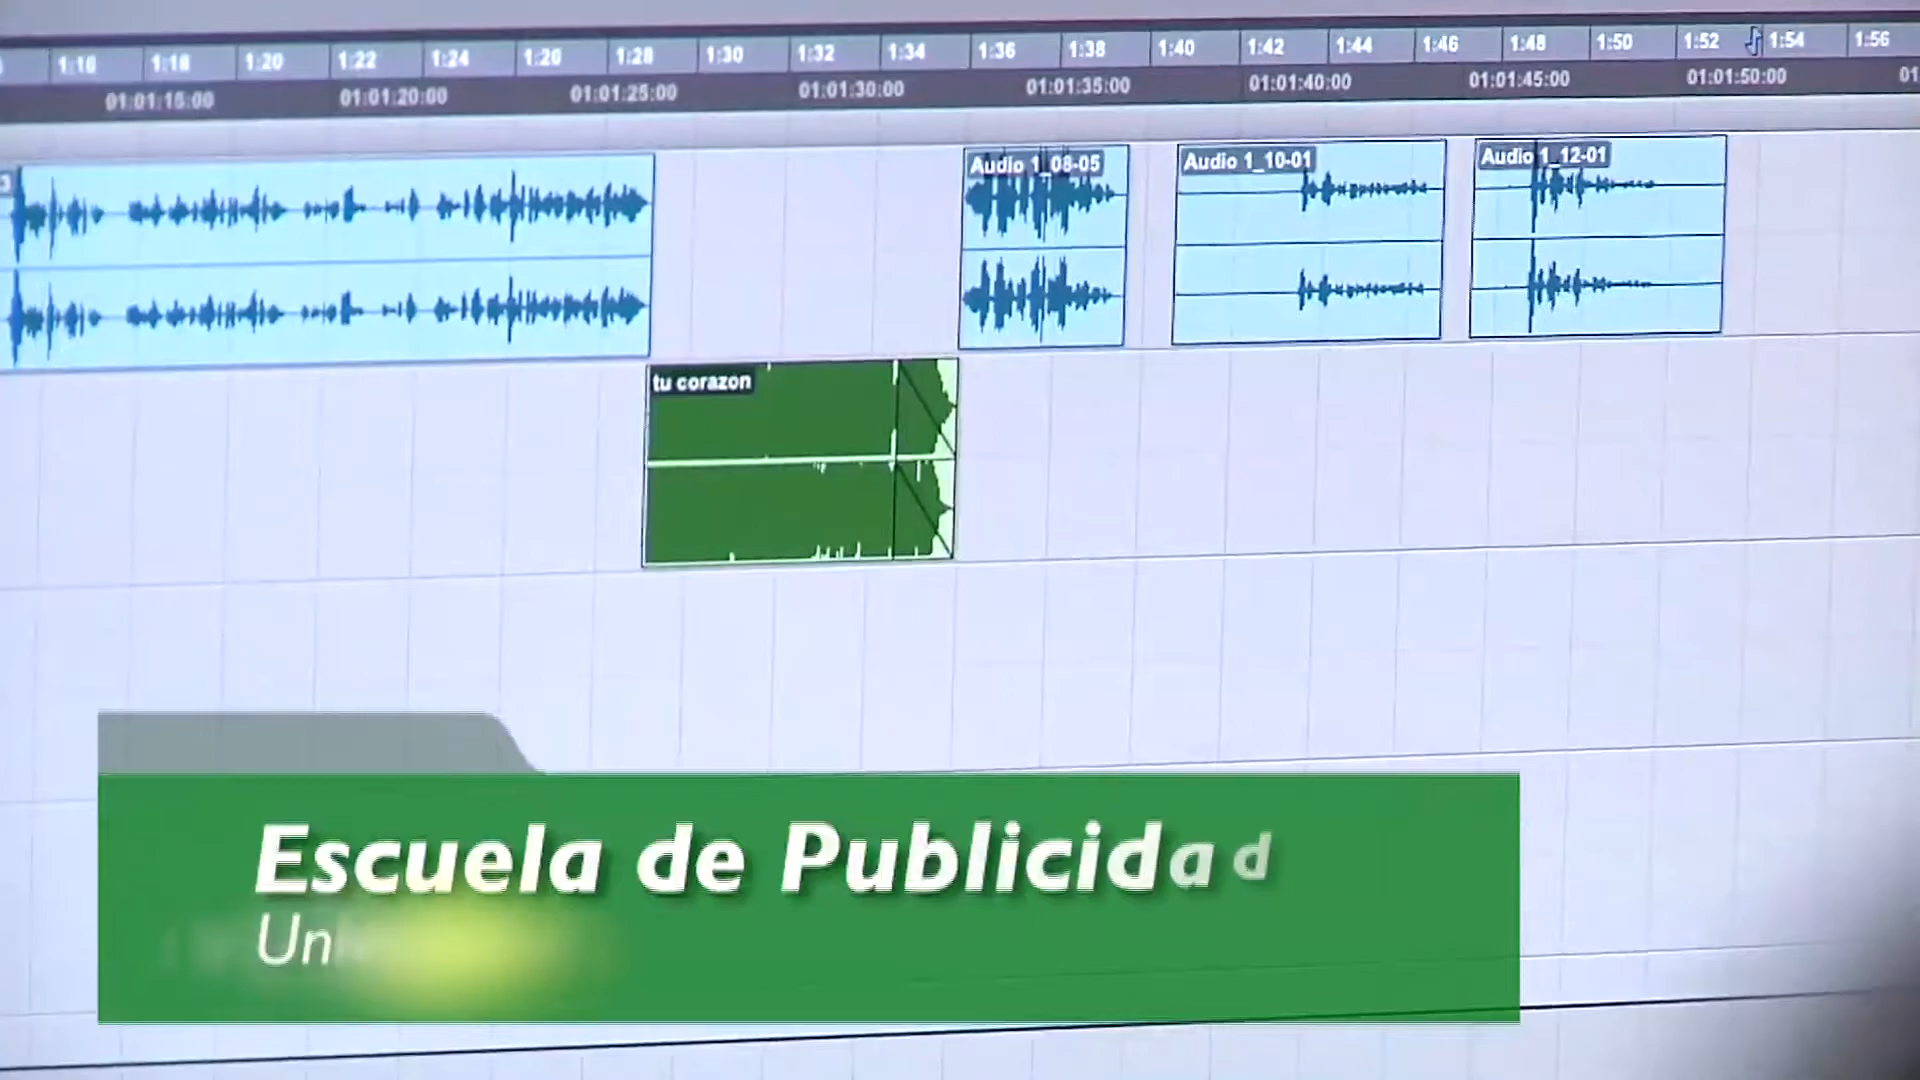 1:16 1:18 1:20 1:22 1:24 1:26 1:28 1:30 1:32 1:34 1:36 1:38 1:40 1:42 1:44 1:46 1:48 1:50 1:52 1:54 1:56
01:01:15:00 01:01:20:00 01:01:25:00 01:01:30:00 01:01:35:00 01:01:40:00 01:01:45:00 01:01:50:00
Audio 1_08-05 Audio 1_10-01 Audio 1_12-01
tu corazon
Escuela de Publicidad